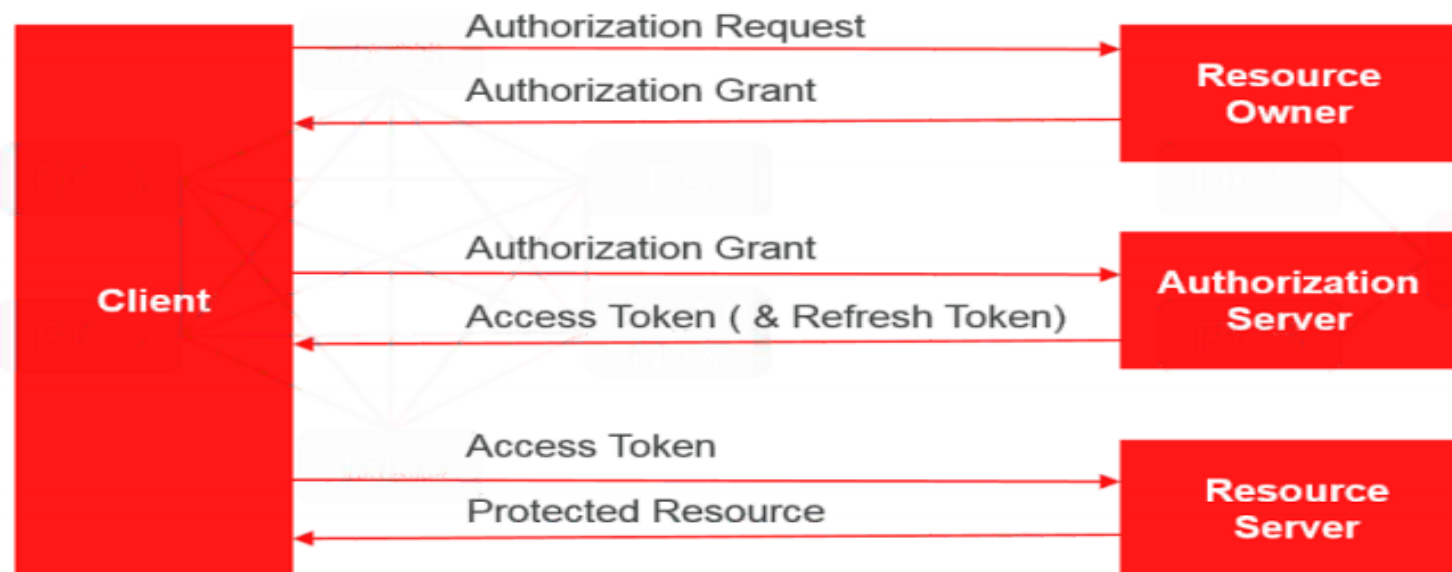 Authorization Request
Authorization Grant
Resource
Owner
Client
Authorization Grant
Access Token ( & Refresh Token)
Authorization
Server
Access Token
Protected Resource
Resource
Server